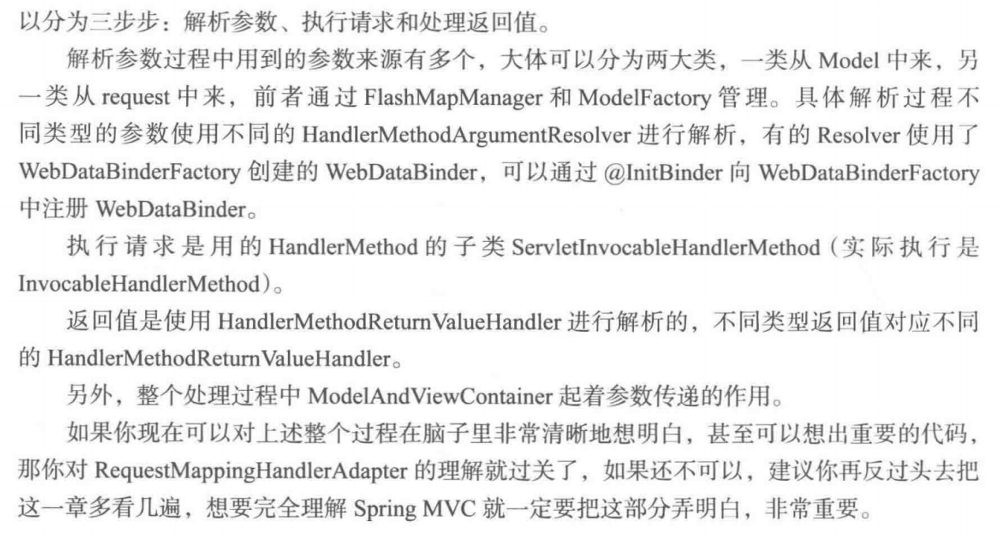 以分为三步步：解析参数、执行请求和处理返回值。
解析参数过程中用到的参数来源有多个，大体可以分为两大类，一类从 Model 中来，另
一类从 request 中来，前者通过 FlashMapManager 和 ModelFactory 管理。具体解析过程不
同类型的参数使用不同的 HandlerMethodArgumentResolver 进行解析，有的 Resolver 使用了
WebDataBinderFactory 创建的 WebDataBinder，可以通过 @InitBinder 向 WebDataBinderFactory
中注册 WebDataBinder。
执行请求是用的 HandlerMethod 的子类 ServletInvocableHandlerMethod（实际执行是
InvocableHandlerMethod）。
返回值是使用 HandlerMethodReturnValueHandler 进行解析的，不同类型返回值对应不同
的 HandlerMethodReturnValueHandler。
另外，整个处理过程中 ModelAndViewContainer 起着参数传递的作用。
如果你现在可以对上述整个过程在脑子里非常清晰地想明白，甚至可以想出重要的代码，
那你对 RequestMappingHandlerAdapter 的理解就过关了，如果还不可以，建议你再反过头去把
这一章多看几遍，想要完全理解 Spring MVC 就一定要把这部分弄明白，非常重要。